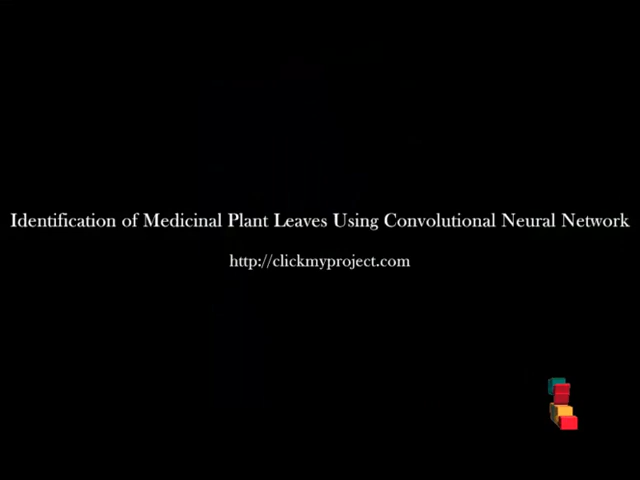 Identification of Medicinal Plant Leaves Using Convolutional Neural Network
http://clickmyproject.com